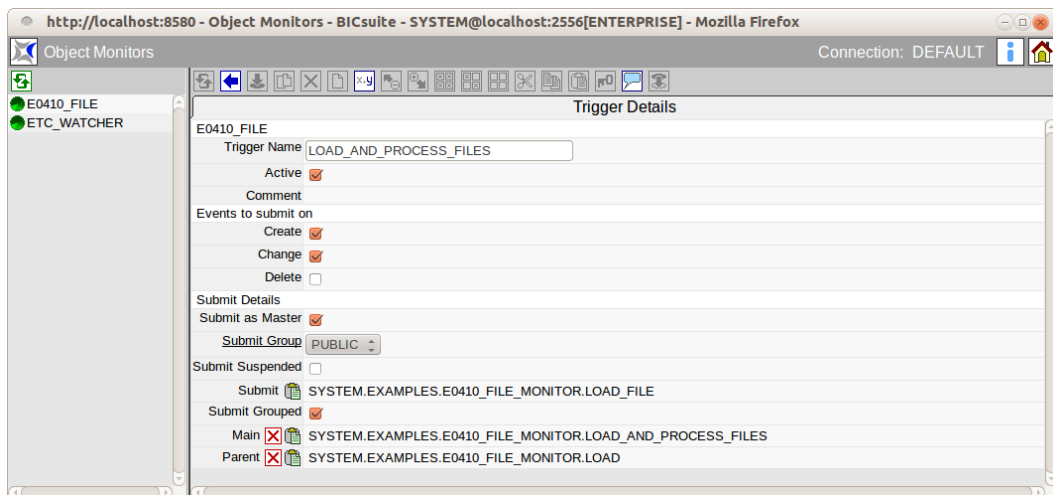 http://localhost:8580 - Object Monitors - BICsuite - SYSTEM@localhost:2556[ENTERPRISE] - Mozilla Firefox
Object Monitors
Connection: DEFAULT
E0410_FILE
ETC_WATCHER
x.y
Trigger Details
E0410_FILE
Trigger Name LOAD_AND_PROCESS_FILES
Active
Comment
Events to submit on
Create
Change
Delete
Submit Details
Submit as Master
Submit Group PUBLIC
Submit Suspended
Submit SYSTEM.EXAMPLES.E0410_FILE_MONITOR.LOAD_FILE
Submit Grouped
Main SYSTEM.EXAMPLES.E0410_FILE_MONITOR.LOAD_AND_PROCESS_FILES
Parent SYSTEM.EXAMPLES.E0410_FILE_MONITOR.LOAD